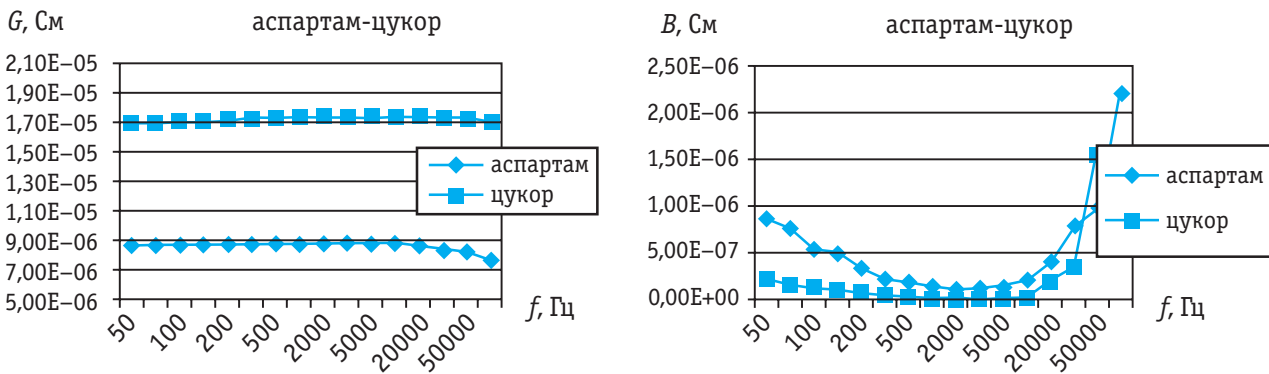 G, См
аспартам-цукор
2,10E–05
1,90E–05
1,70E–05
1,50E–05
1,30E–05
1,10E–05
9,00E–06
7,00E–06
5,00E–06
50
100
200
500
2000
5000
20000
50000
f, Гц
аспартам
цукор
B, См
аспартам-цукор
2,50E–06
2,00E–06
1,50E–06
1,00E–06
5,00E–07
0,00E+00
50
100
200
500
2000
5000
20000
50000
f, Гц
аспартам
цукор